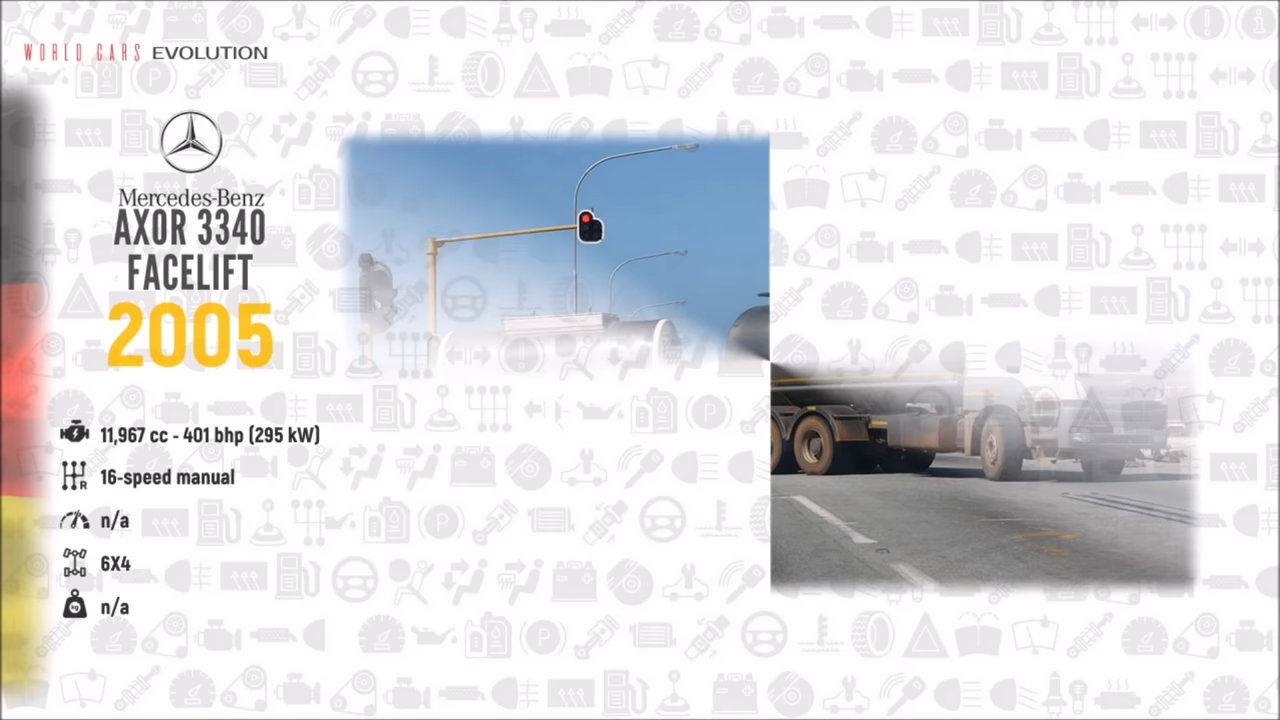 WORLD CARS EVOLUTION
Mercedes-Benz
AXOR 3340
FACELIFT
2005
11,967 cc - 401 bhp (295 kW)
16-speed manual
n/a
6X4
n/a